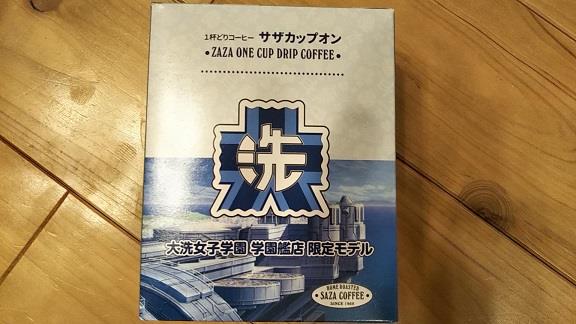 1杯どりコーヒー サザカップオン
• ZAZA ONE CUP DRIP COFFEE •
洗
大洗女子学園 学園艦店 限定モデル
HOME ROASTED
SAZA COFFEE
SINCE 1969